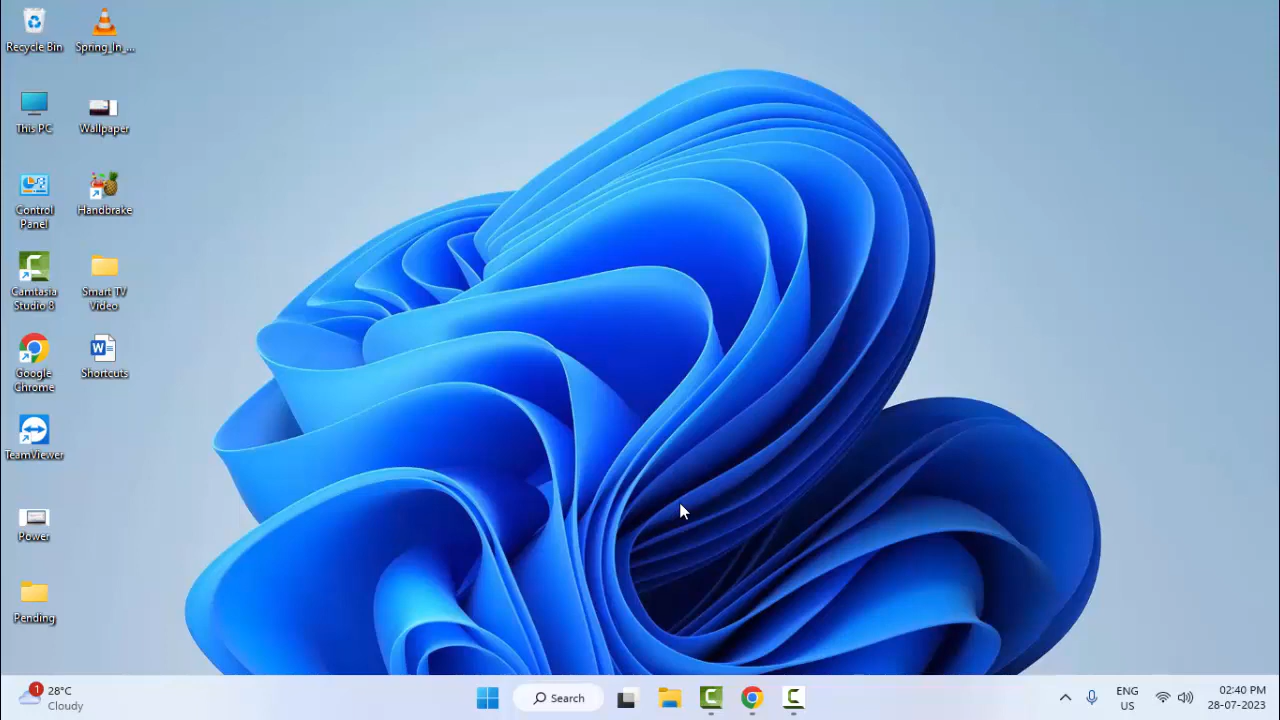 Recycle Bin
Spring_In_...
This PC
Wallpaper
Control
Panel
Handbrake
Camtasia
Studio 8
Smart TV
Video
Google
Chrome
Shortcuts
TeamViewer
Power
Pending
1
28°C
Cloudy
Search
ENG
US
02:40 PM
28-07-2023